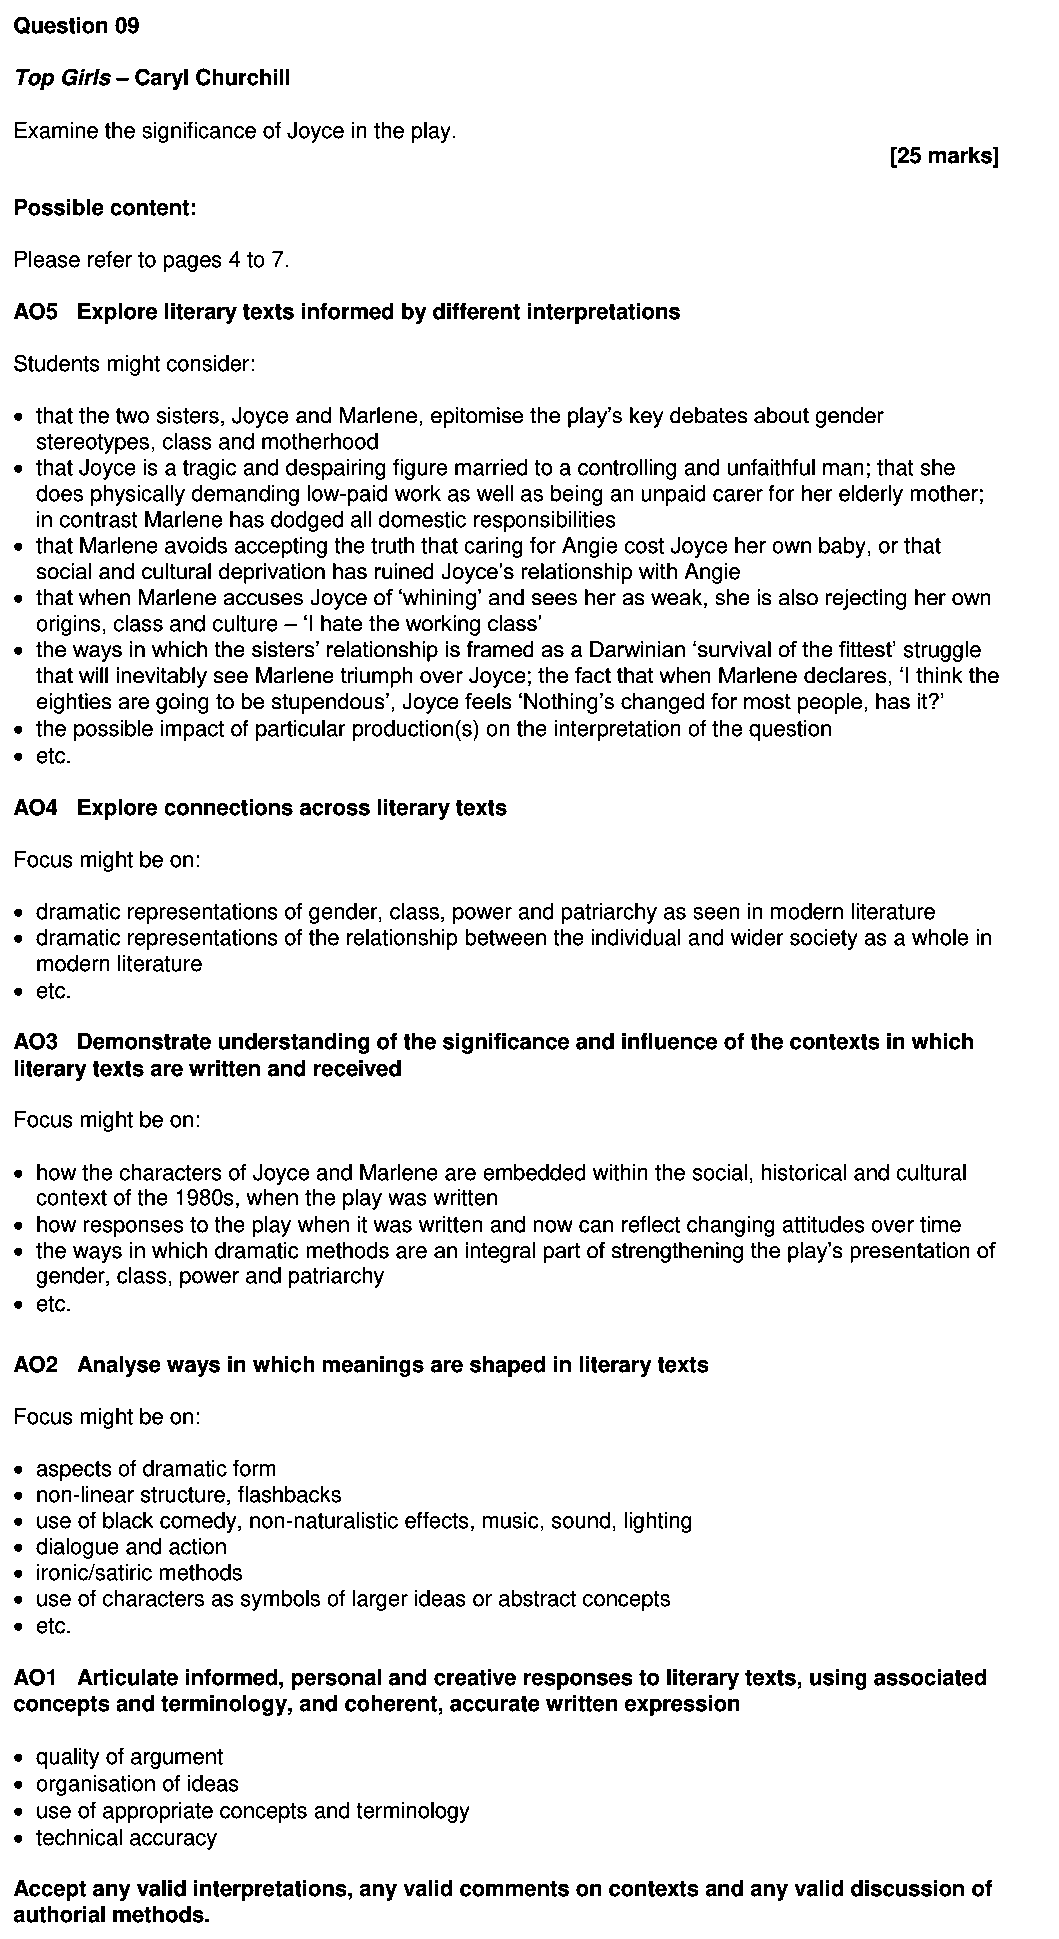 Question 09
Top Girls – Caryl Churchill
Examine the significance of Joyce in the play.
[25 marks]
Possible content:
Please refer to pages 4 to 7.
AO5 Explore literary texts informed by different interpretations
Students might consider:
• that the two sisters, Joyce and Marlene, epitomise the play's key debates about gender
stereotypes, class and motherhood
• that Joyce is a tragic and despairing figure married to a controlling and unfaithful man; that she
does physically demanding low-paid work as well as being an unpaid carer for her elderly mother;
in contrast Marlene has dodged all domestic responsibilities
• that Marlene avoids accepting the truth that caring for Angie cost Joyce her own baby, or that
social and cultural deprivation has ruined Joyce's relationship with Angie
• that when Marlene accuses Joyce of 'whining' and sees her as weak, she is also rejecting her own
origins, class and culture – 'I hate the working class'
• the ways in which the sisters' relationship is framed as a Darwinian 'survival of the fittest' struggle
that will inevitably see Marlene triumph over Joyce; the fact that when Marlene declares, 'I think the
eighties are going to be stupendous', Joyce feels 'Nothing's changed for most people, has it?'
• the possible impact of particular production(s) on the interpretation of the question
• etc.
AO4 Explore connections across literary texts
Focus might be on:
• dramatic representations of gender, class, power and patriarchy as seen in modern literature
• dramatic representations of the relationship between the individual and wider society as a whole in
modern literature
• etc.
AO3 Demonstrate understanding of the significance and influence of the contexts in which
literary texts are written and received
Focus might be on:
• how the characters of Joyce and Marlene are embedded within the social, historical and cultural
context of the 1980s, when the play was written
• how responses to the play when it was written and now can reflect changing attitudes over time
• the ways in which dramatic methods are an integral part of strengthening the play's presentation of
gender, class, power and patriarchy
• etc.
AO2 Analyse ways in which meanings are shaped in literary texts
Focus might be on:
• aspects of dramatic form
• non-linear structure, flashbacks
• use of black comedy, non-naturalistic effects, music, sound, lighting
• dialogue and action
• ironic/satiric methods
• use of characters as symbols of larger ideas or abstract concepts
• etc.
AO1 Articulate informed, personal and creative responses to literary texts, using associated
concepts and terminology, and coherent, accurate written expression
• quality of argument
• organisation of ideas
• use of appropriate concepts and terminology
• technical accuracy
Accept any valid interpretations, any valid comments on contexts and any valid discussion of
authorial methods.